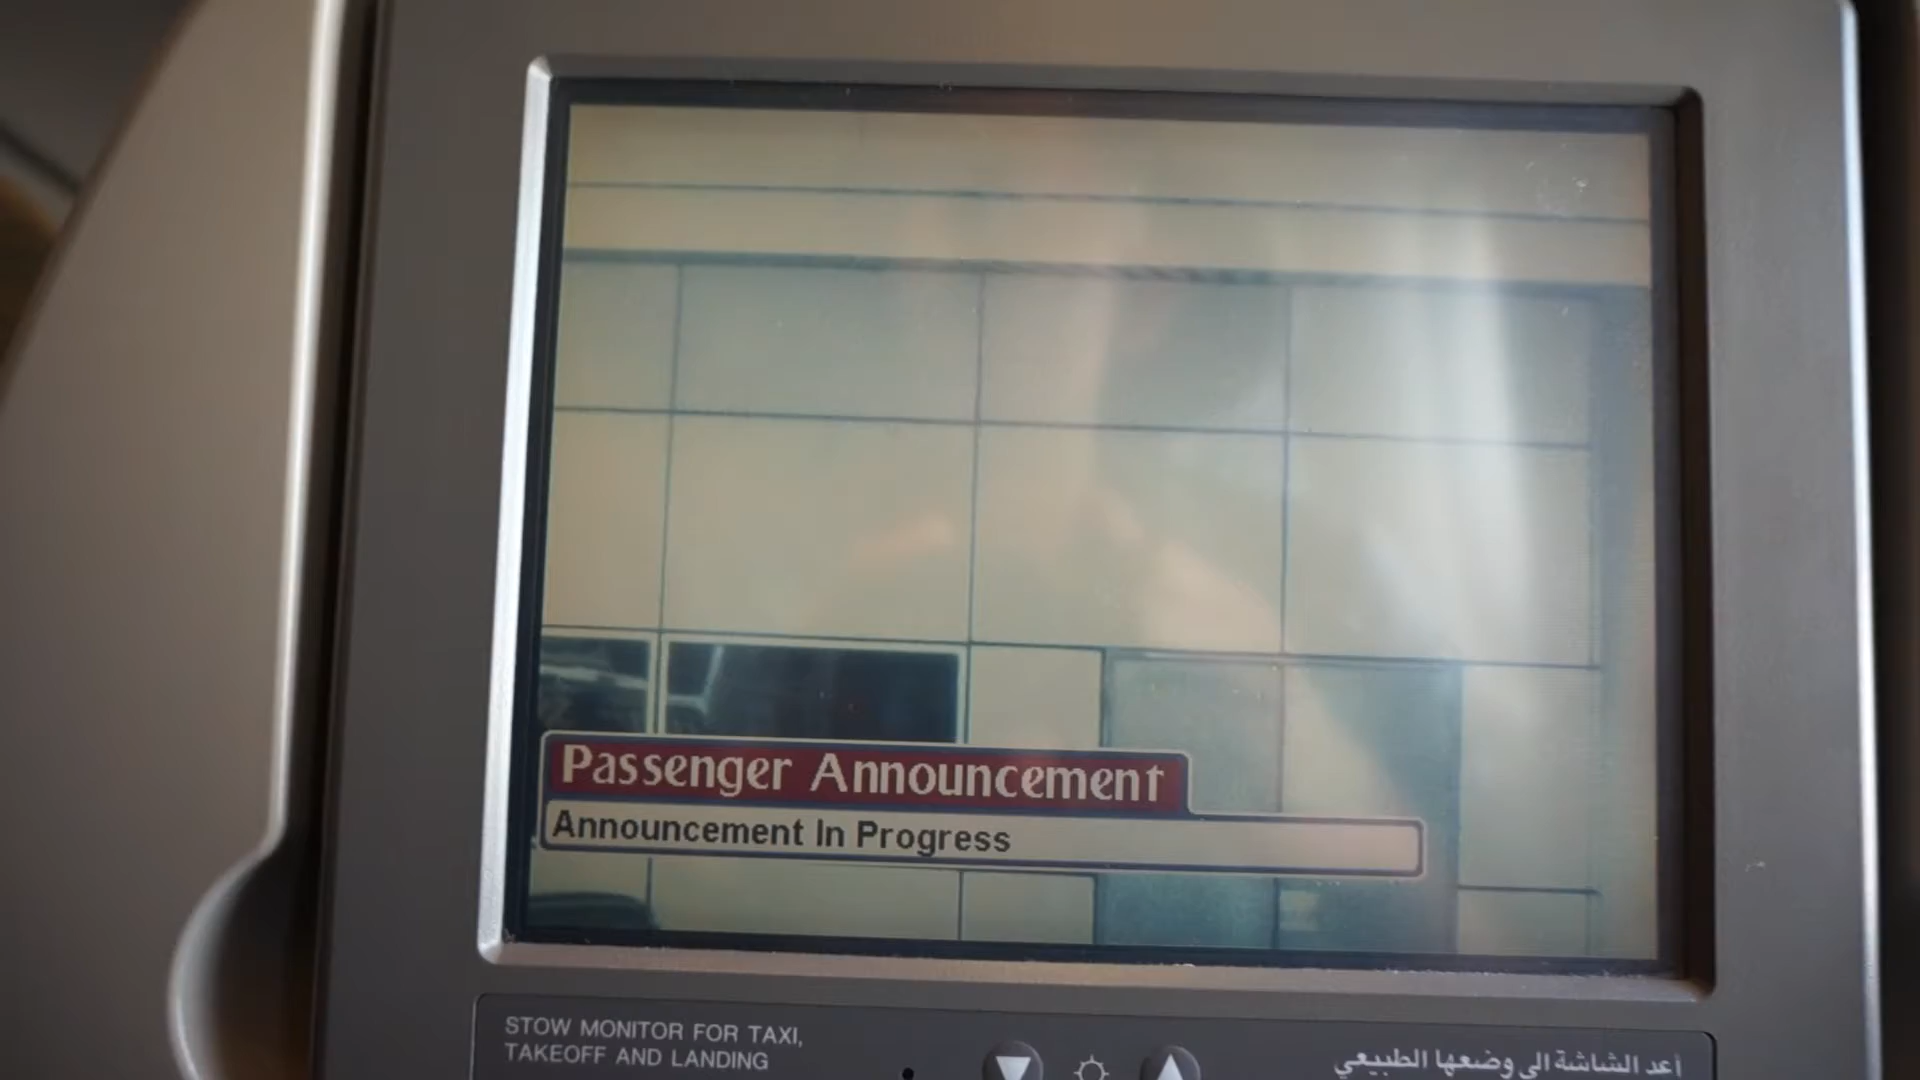 Passenger Announcement
Announcement In Progress
STOW MONITOR FOR TAXI,
TAKEOFF AND LANDING
أعد الشاشة الى وضعها الطبيعي